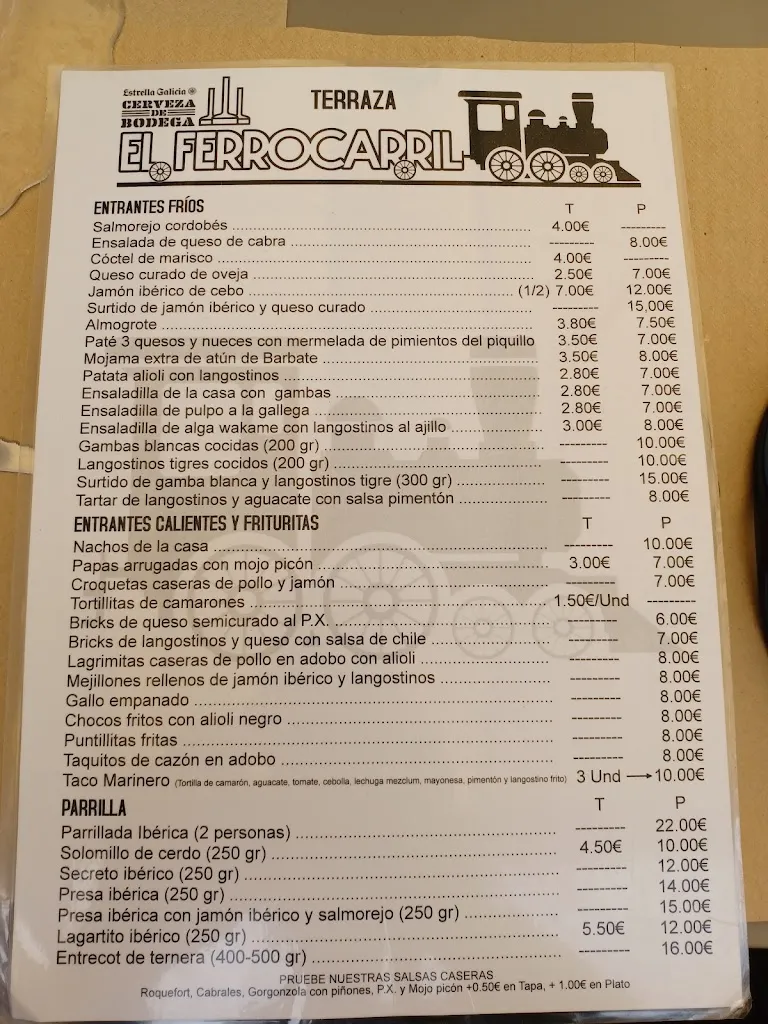 Estrella Galicia
CERVEZA
DE
BODEGA
TERRAZA
EL FERROCARRIL
ENTRANTES FRÍOS T P
Salmorejo cordobés ........ 4.00€ ---------
Ensalada de queso de cabra ........ --------- 8.00€
Cóctel de marisco ........ 4.00€ ---------
Queso curado de oveja ........ 2.50€ 7.00€
Jamón ibérico de cebo ........ (1/2) 7.00€ 12.00€
Surtido de jamón ibérico y queso curado ........ --------- 15,00€
Almogrote ........ 3.80€ 7.50€
Paté 3 quesos y nueces con mermelada de pimientos del piquillo 3.50€ 7.00€
Mojama extra de atún de Barbate ........ 3.50€ 8.00€
Patata alioli con langostinos ........ 2.80€ 7.00€
Ensaladilla de la casa con gambas ........ 2.80€ 7.00€
Ensaladilla de pulpo a la gallega ........ 2.80€ 7.00€
Ensaladilla de alga wakame con langostinos al ajillo ........ 3.00€ 8.00€
Gambas blancas cocidas (200 gr) ........ --------- 10.00€
Langostinos tigres cocidos (200 gr) ........ --------- 10.00€
Surtido de gamba blanca y langostinos tigre (300 gr) ........ --------- 15.00€
Tartar de langostinos y aguacate con salsa pimentón ........ --------- 8.00€
ENTRANTES CALIENTES Y FRITURITAS T P
Nachos de la casa ........ --------- 10.00€
Papas arrugadas con mojo picón ........ 3.00€ 7.00€
Croquetas caseras de pollo y jamón ........ --------- 7.00€
Tortillitas de camarones ........ 1.50€/Und ---------
Bricks de queso semicurado al P.X. ........ --------- 6.00€
Bricks de langostinos y queso con salsa de chile ........ --------- 7.00€
Lagrimitas caseras de pollo en adobo con alioli ........ --------- 8.00€
Mejillones rellenos de jamón ibérico y langostinos ........ --------- 8.00€
Gallo empanado ........ --------- 8.00€
Chocos fritos con alioli negro ........ --------- 8.00€
Puntillitas fritas ........ --------- 8.00€
Taquitos de cazón en adobo ........ --------- 8.00€
Taco Marinero (Tortilla de camarón, aguacate, tomate, cebolla, lechuga mezclum, mayonesa, pimentón y langostino frito) 3 Und → 10.00€
PARRILLA T P
Parrillada Ibérica (2 personas) ........ --------- 22.00€
Solomillo de cerdo (250 gr) ........ 4.50€ 10.00€
Secreto ibérico (250 gr) ........ --------- 12.00€
Presa ibérica (250 gr) ........ --------- 14.00€
Presa ibérica con jamón ibérico y salmorejo (250 gr) ........ --------- 15.00€
Lagartito ibérico (250 gr) ........ 5.50€ 12.00€
Entrecot de ternera (400-500 gr) ........ --------- 16.00€
PRUEBE NUESTRAS SALSAS CASERAS
Roquefort, Cabrales, Gorgonzola con piñones, P.X. y Mojo picón +0.50€ en Tapa, + 1.00€ en Plato